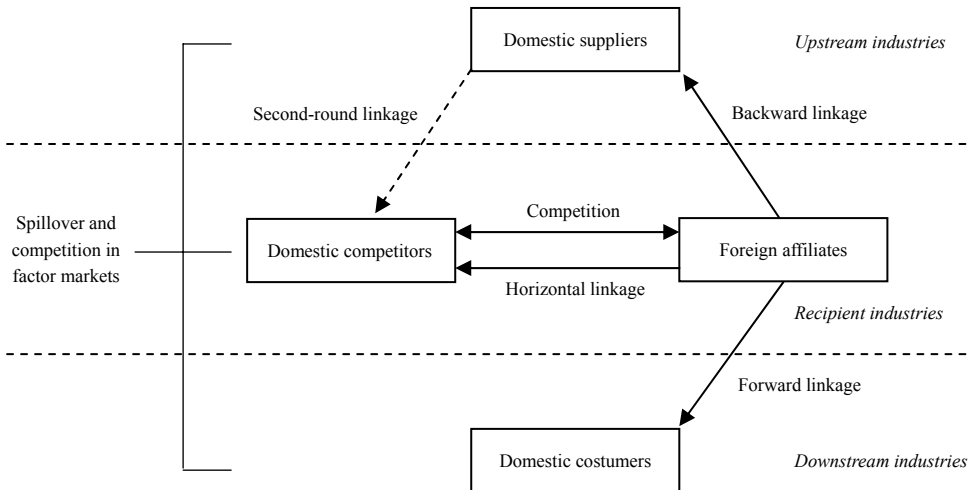 Domestic suppliers
Upstream industries
Second-round linkage
Backward linkage
Spillover and
competition in
factor markets
Competition
Domestic competitors
Foreign affiliates
Horizontal linkage
Recipient industries
Forward linkage
Domestic costumers
Downstream industries